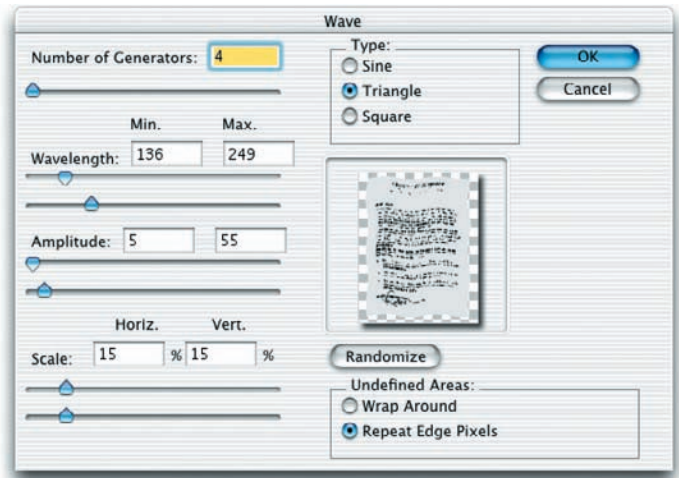 Wave
Number of Generators: 4
Min. Max.
Wavelength: 136 249
Amplitude: 5 55
Horiz. Vert.
Scale: 15 % 15 %
Type:
Sine
Triangle
Square
OK
Cancel
Randomize
Undefined Areas:
Wrap Around
Repeat Edge Pixels